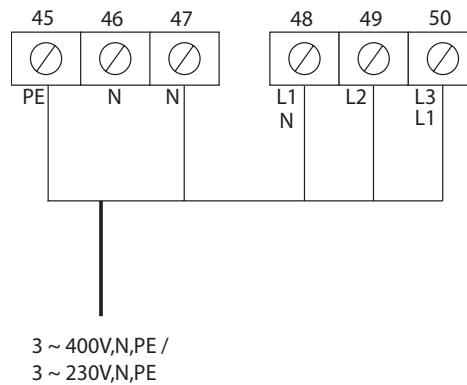 45 46 47 48 49 50
PE N N L1 L2 L3
N L1
3 ~ 400V,N,PE /
3 ~ 230V,N,PE